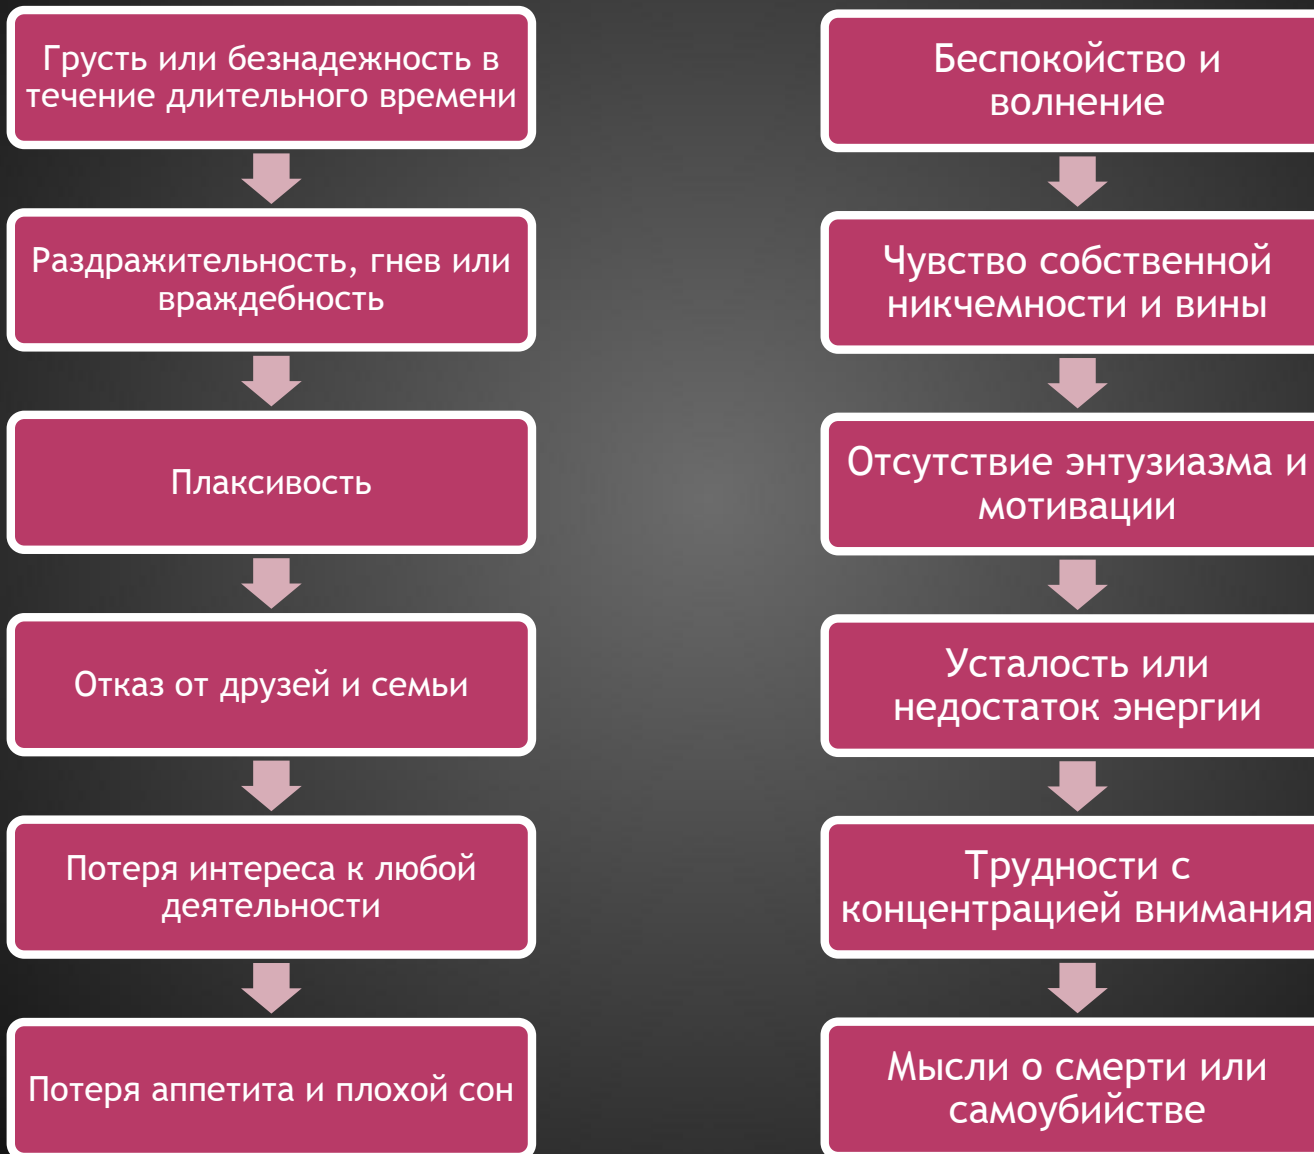 Грусть или безнадежность в
течение длительного времени
Раздражительность, гнев или
враждебность
Плаксивость
Отказ от друзей и семьи
Потеря интереса к любой
деятельности
Потеря аппетита и плохой сон
Беспокойство и
волнение
Чувство собственной
никчемности и вины
Отсутствие энтузиазма и
мотивации
Усталость или
недостаток энергии
Трудности с
концентрацией внимания
Мысли о смерти или
самоубийстве